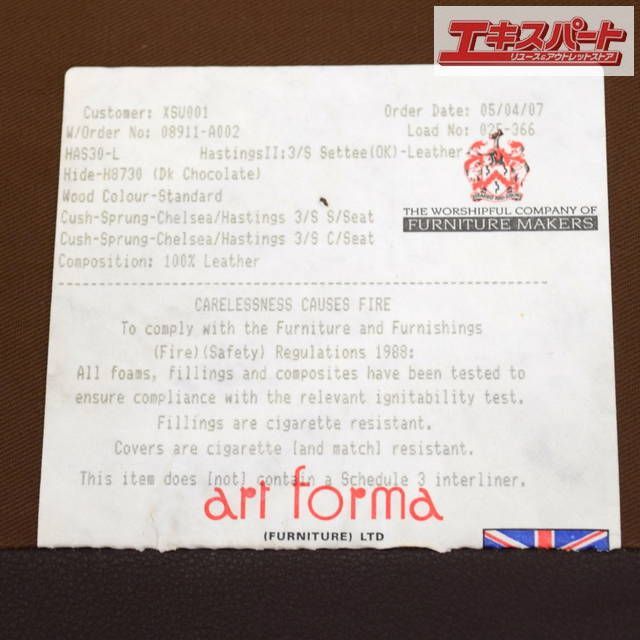 エキスパート
リユース&アウトレットストア
Customer: XSU001 Order Date: 05/04/07
W/Order No: 08911-A002 Load No: 025-366
HAS30-L HastingsII:3/S Settee(OK)-Leather
Hide-H8730 (Dk Chocolate)
Wood Colour-Standard
Cush-Sprung-Chelsea/Hastings 3/S S/Seat
Cush-Sprung-Chelsea/Hastings 3/S C/Seat
Composition: 100% Leather
THE WORSHIPFUL COMPANY OF
FURNITURE MAKERS
CARELESSNESS CAUSES FIRE
To comply with the Furniture and Furnishings
(Fire)(Safety) Regulations 1988:
All foams, fillings and composites have been tested to
ensure compliance with the relevant ignitability test.
Fillings are cigarette resistant.
Covers are cigarette [and match] resistant.
This item does [not] contain a Schedule 3 interliner.
arı forma
(FURNITURE) LTD